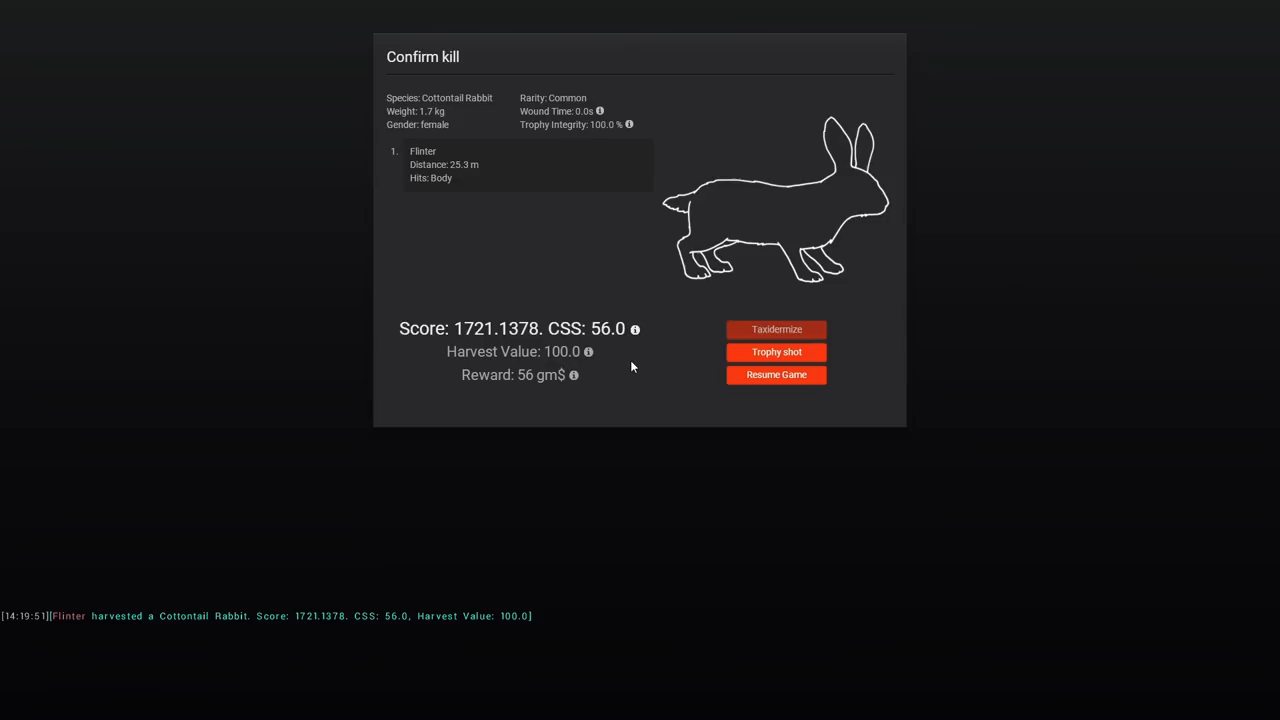 Confirm kill
Species: Cottontail Rabbit
Rarity: Common
Weight: 1.7 kg
Wound Time: 0.0s
Gender: female
Trophy Integrity: 100.0 %
1. Flinter
Distance: 25.3 m
Hits: Body
Score: 1721.1378. CSS: 56.0
Harvest Value: 100.0
Reward: 56 gm$
Taxidermize
Trophy shot
Resume Game
[14:19:51][Flinter harvested a Cottontail Rabbit. Score: 1721.1378. CSS: 56.0, Harvest Value: 100.0]